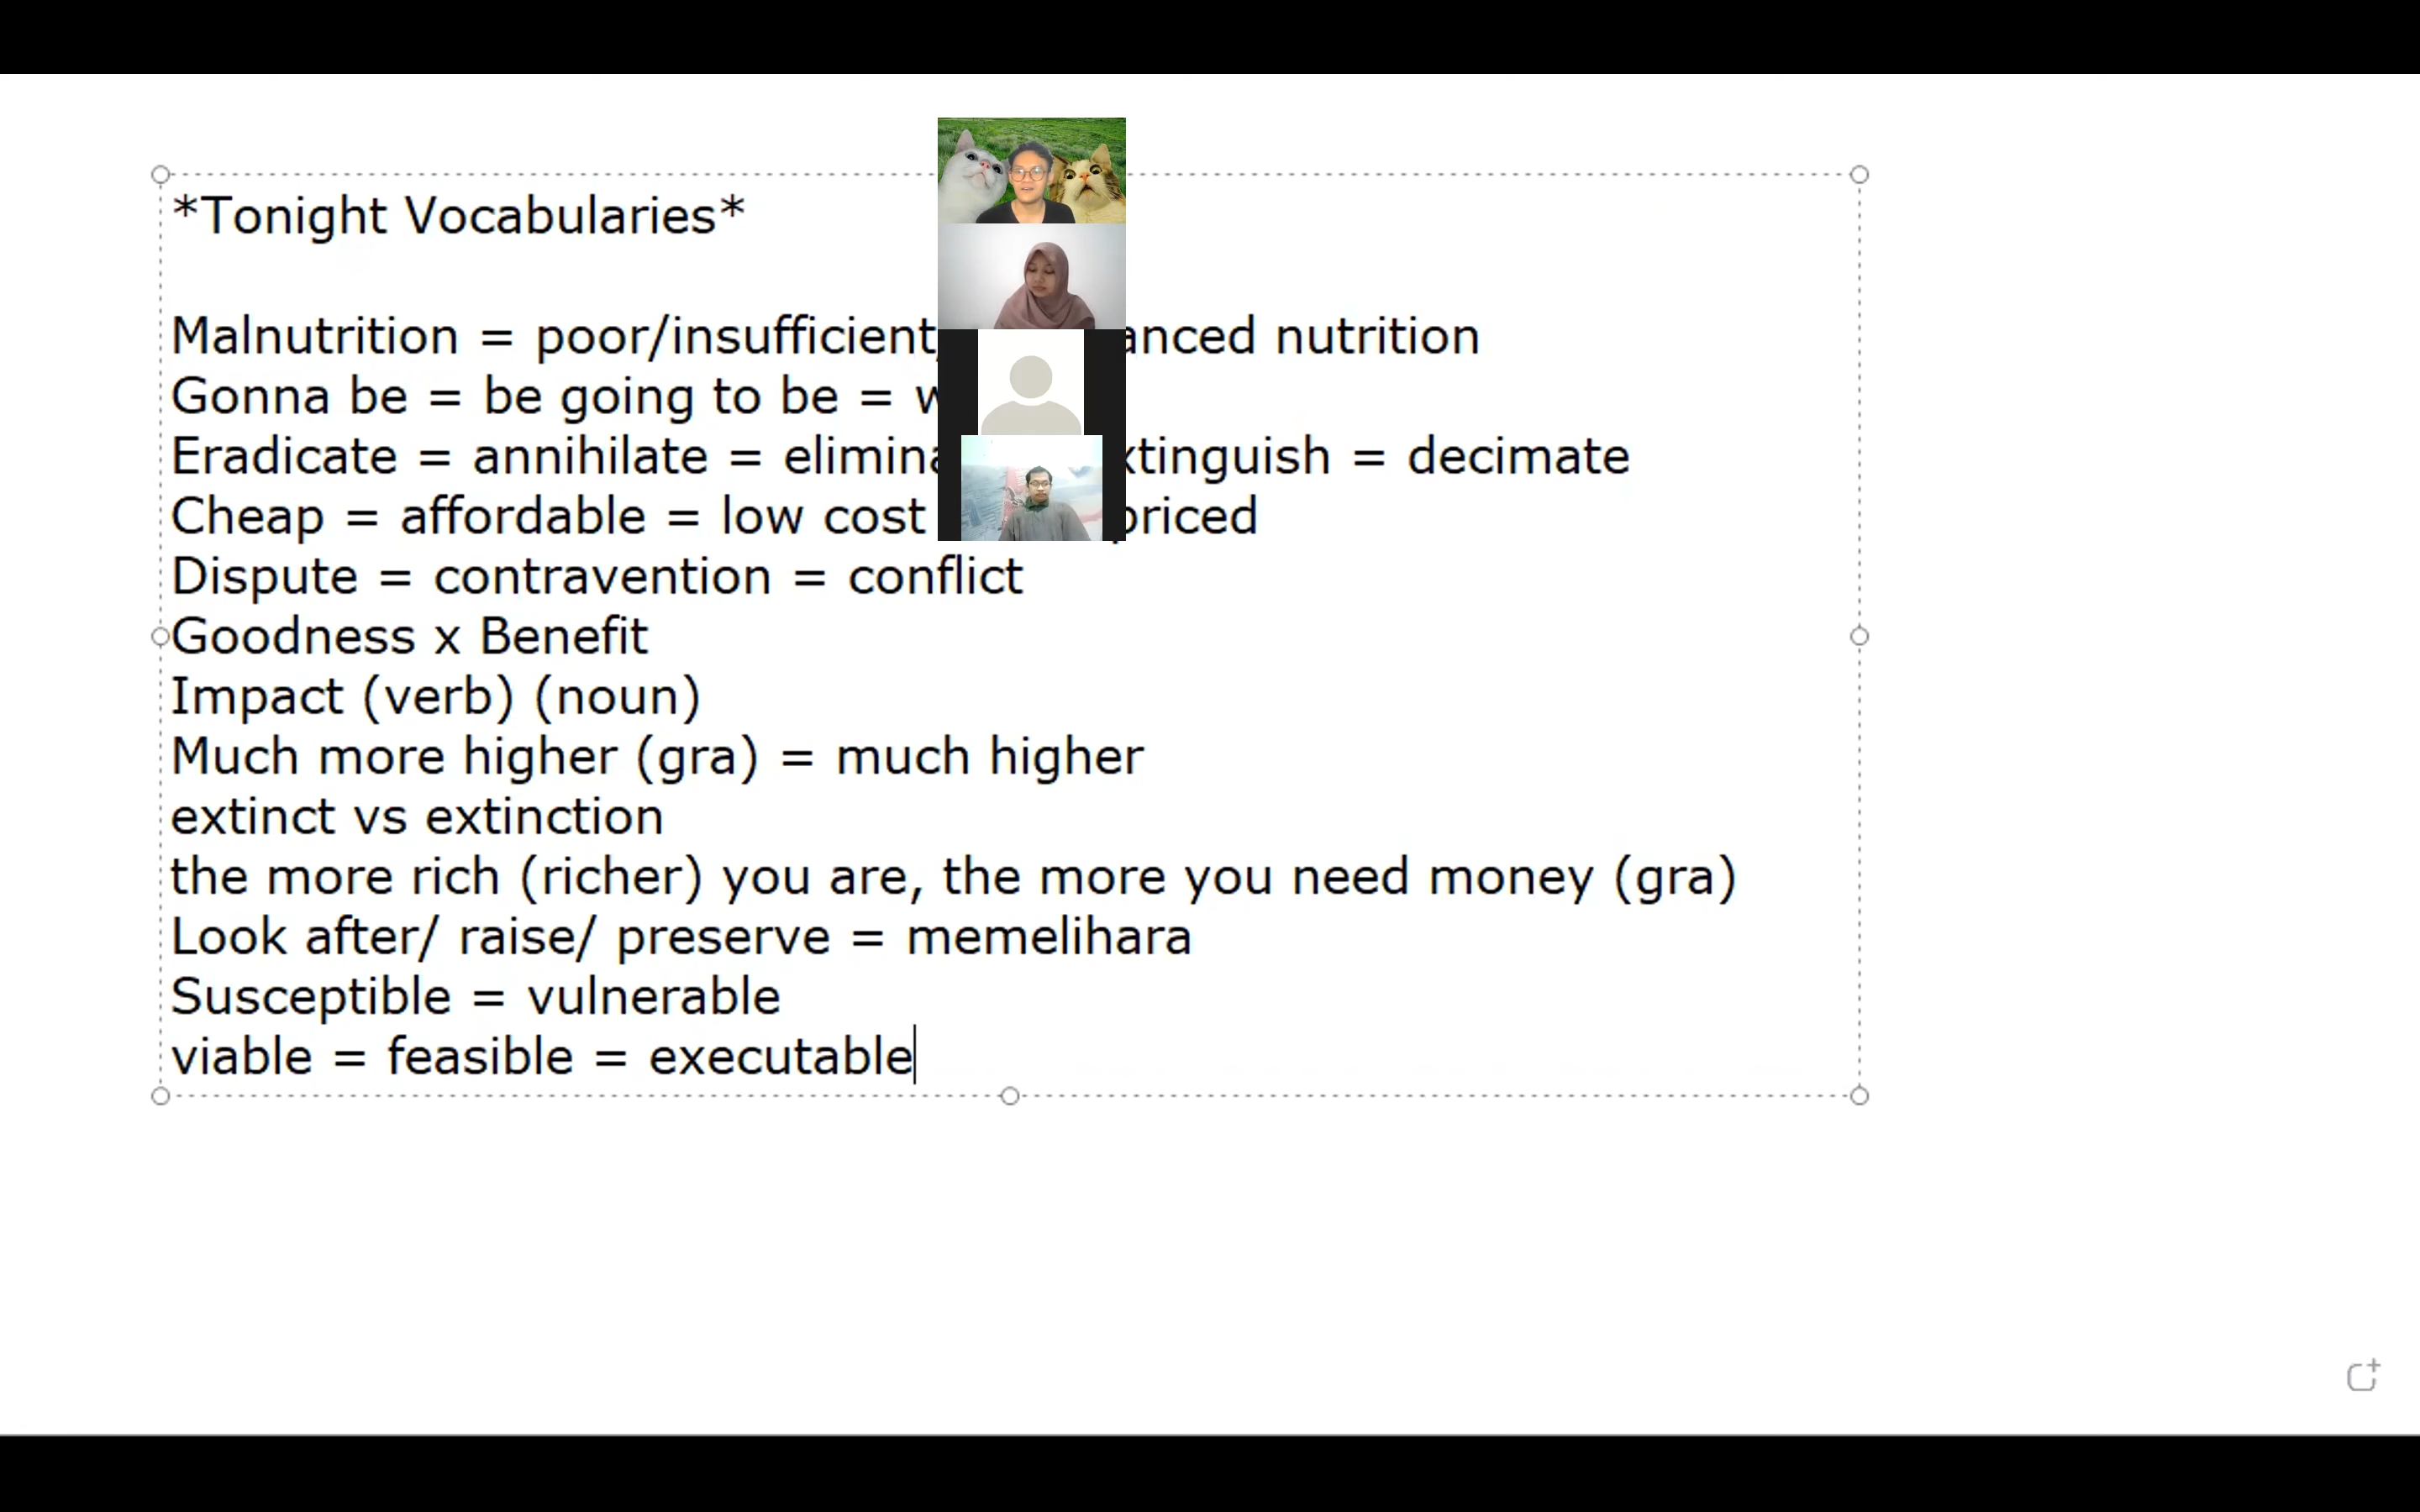 *Tonight Vocabularies*
Malnutrition = poor/insufficient nutrition
Gonna be = be going to be =
Eradicate = annihilate = = decimate
Cheap = affordable = low cost priced
Dispute = contravention = conflict
Goodness x Benefit
Impact (verb) (noun)
Much more higher (gra) = much higher
extinct vs extinction
the more rich (richer) you are, the more you need money (gra)
Look after/ raise/ preserve = memelihara
Susceptible = vulnerable
viable = feasible = executable